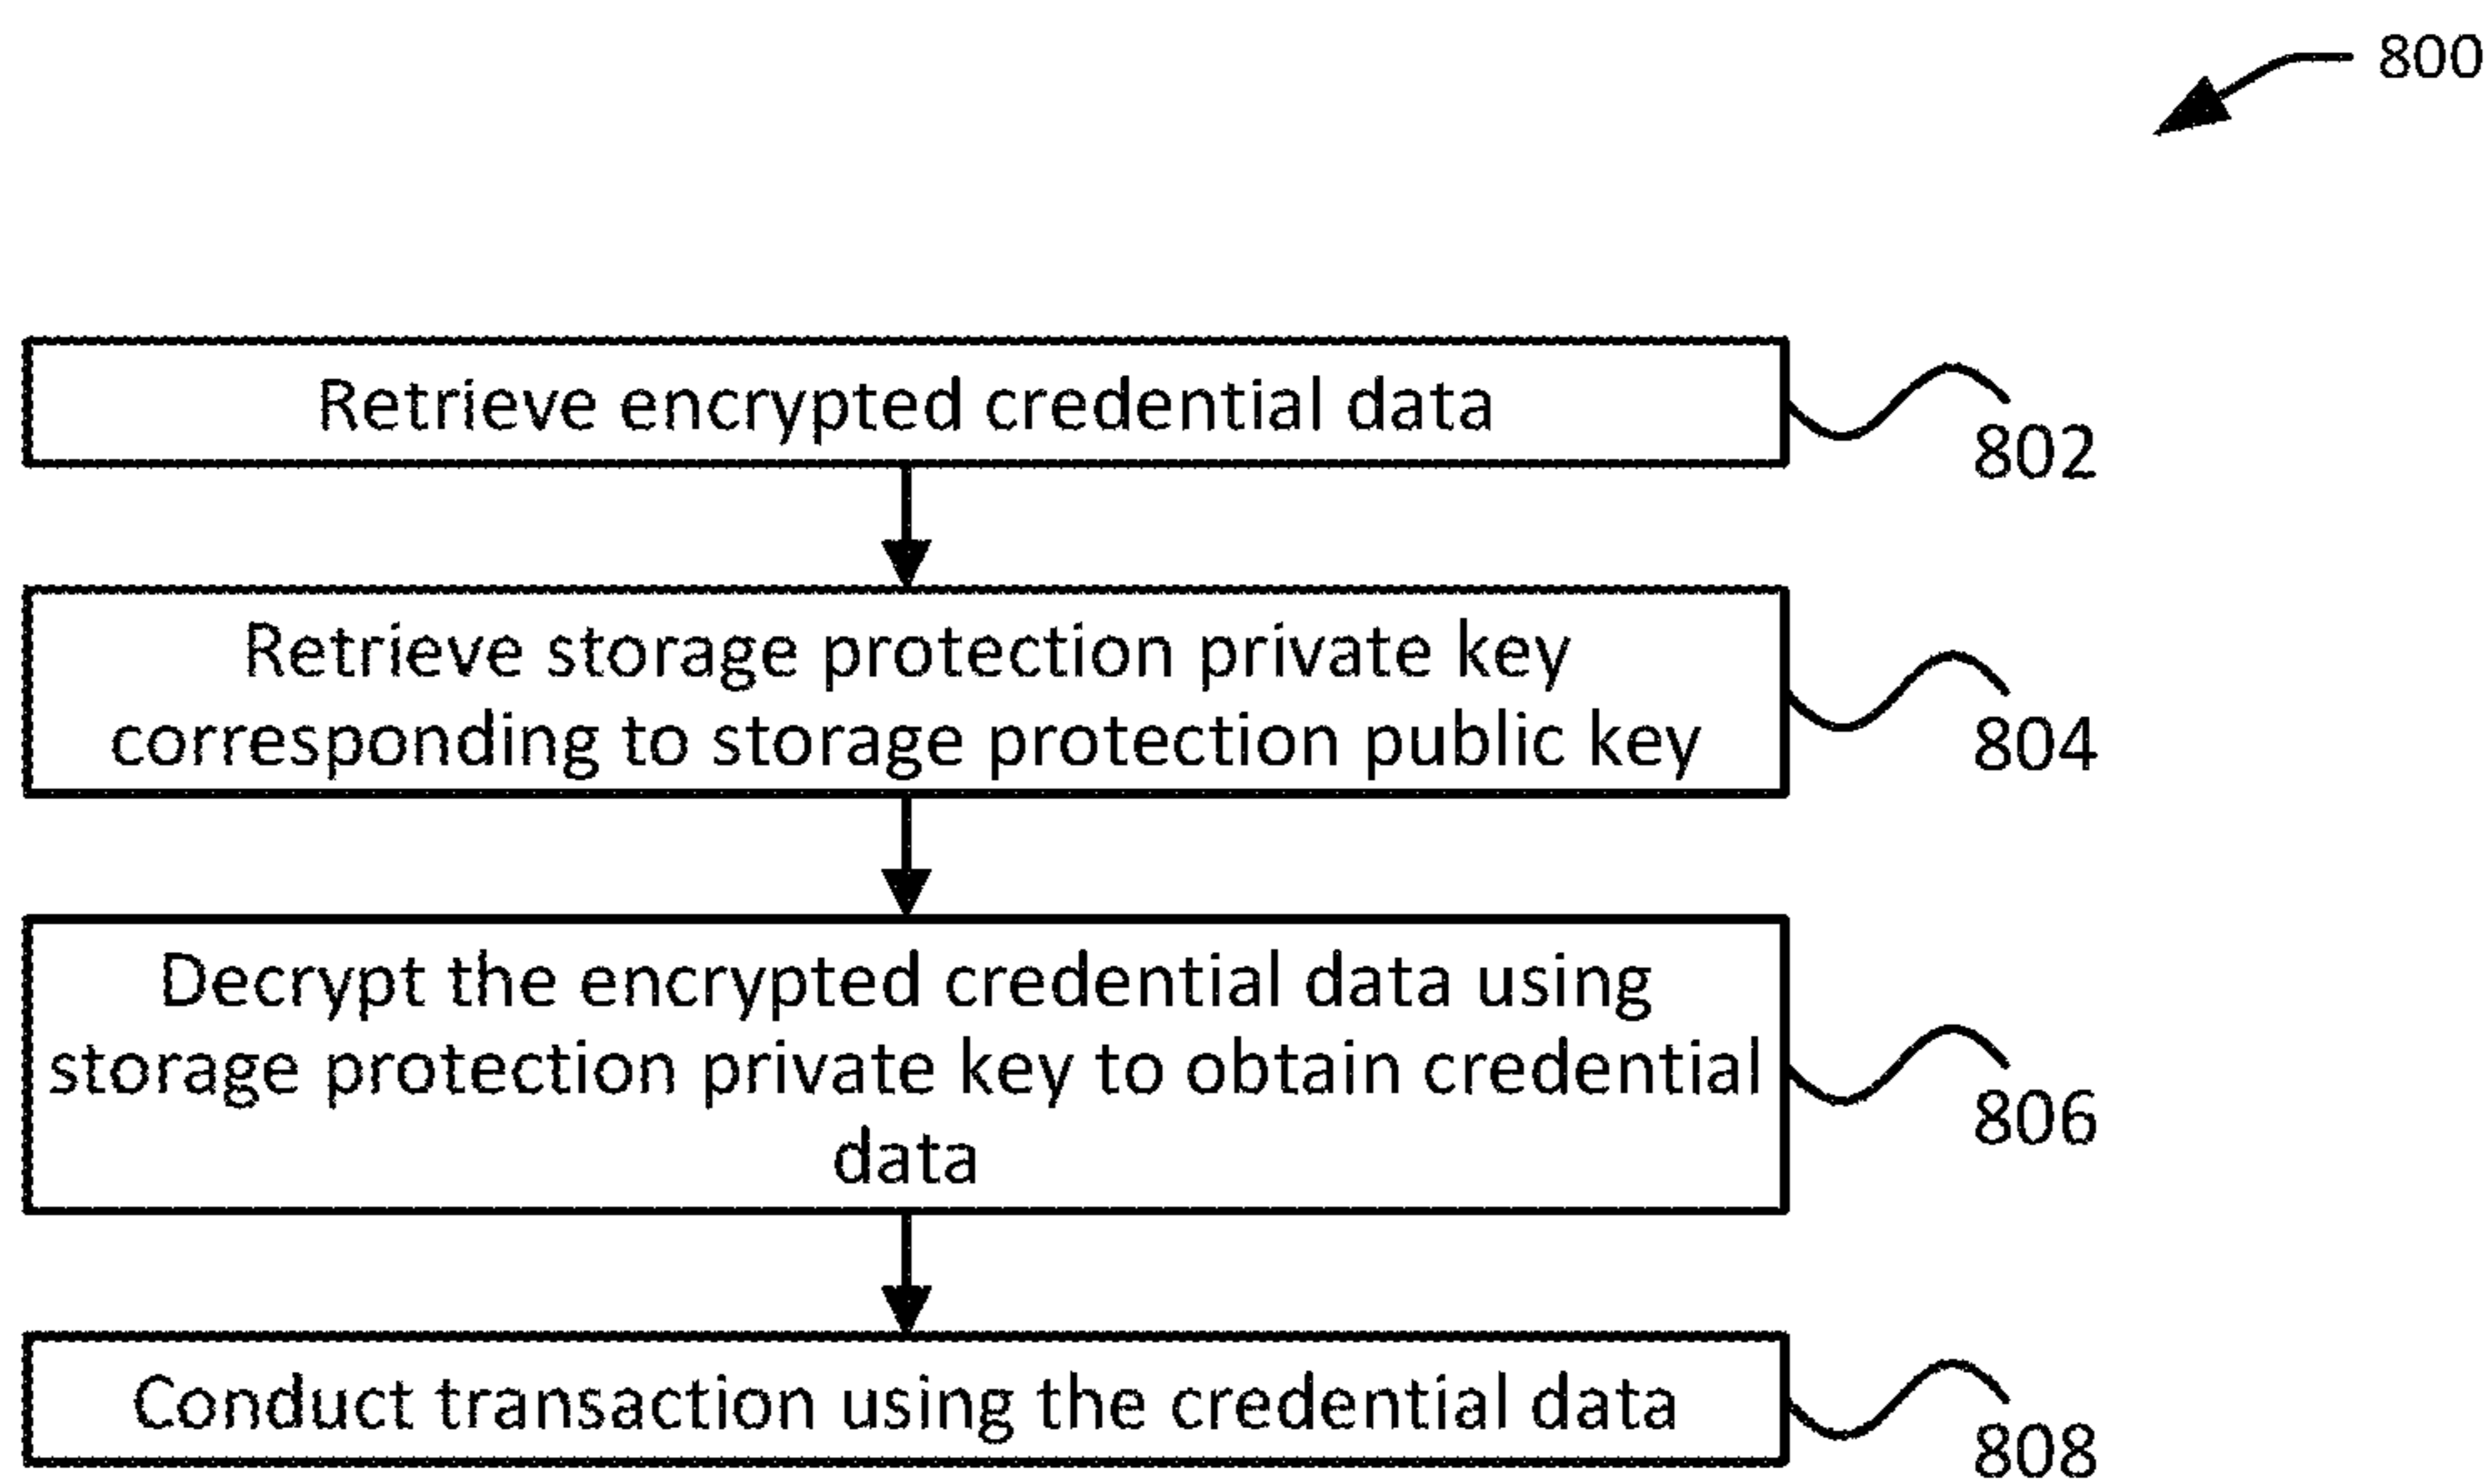 800
Retrieve encrypted credential data
802
Retrieve storage protection private key
corresponding to storage protection public key
804
Decrypt the encrypted credential data using
storage protection private key to obtain credential
data
806
Conduct transaction using the credential data
808